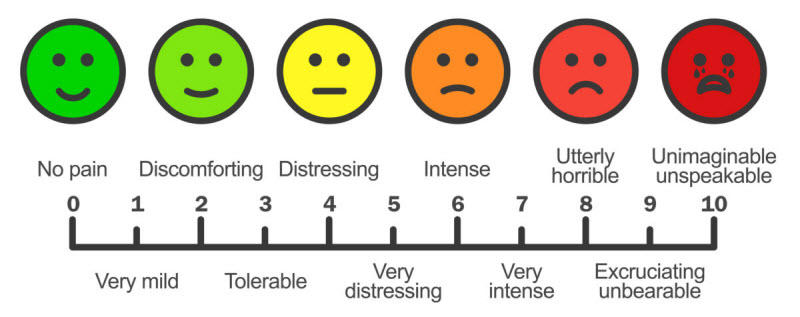 No pain
Discomforting
Distressing
Intense
Utterly
horrible
Unimaginable
unspeakable
0 1 2 3 4 5 6 7 8 9 10
Very mild
Tolerable
Very
distressing
Very
intense
Excruciating
unbearable